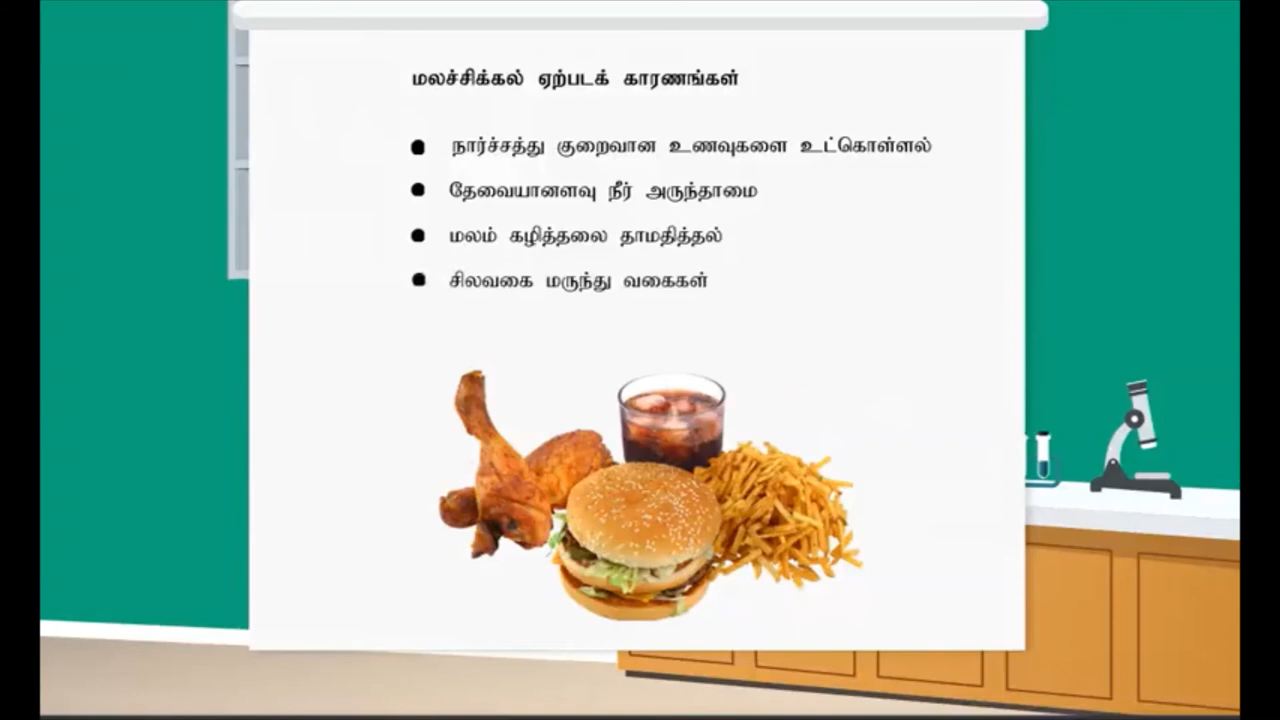 மலச்சிக்கல் ஏற்படக் காரணங்கள்
● நார்ச்சத்து குறைவான உணவுகளை உட்கொள்ளல்
● தேவையானளவு நீர் அருந்தாமை
● மலம் கழித்தலை தாமதித்தல்
● சிலவகை மருந்து வகைகள்